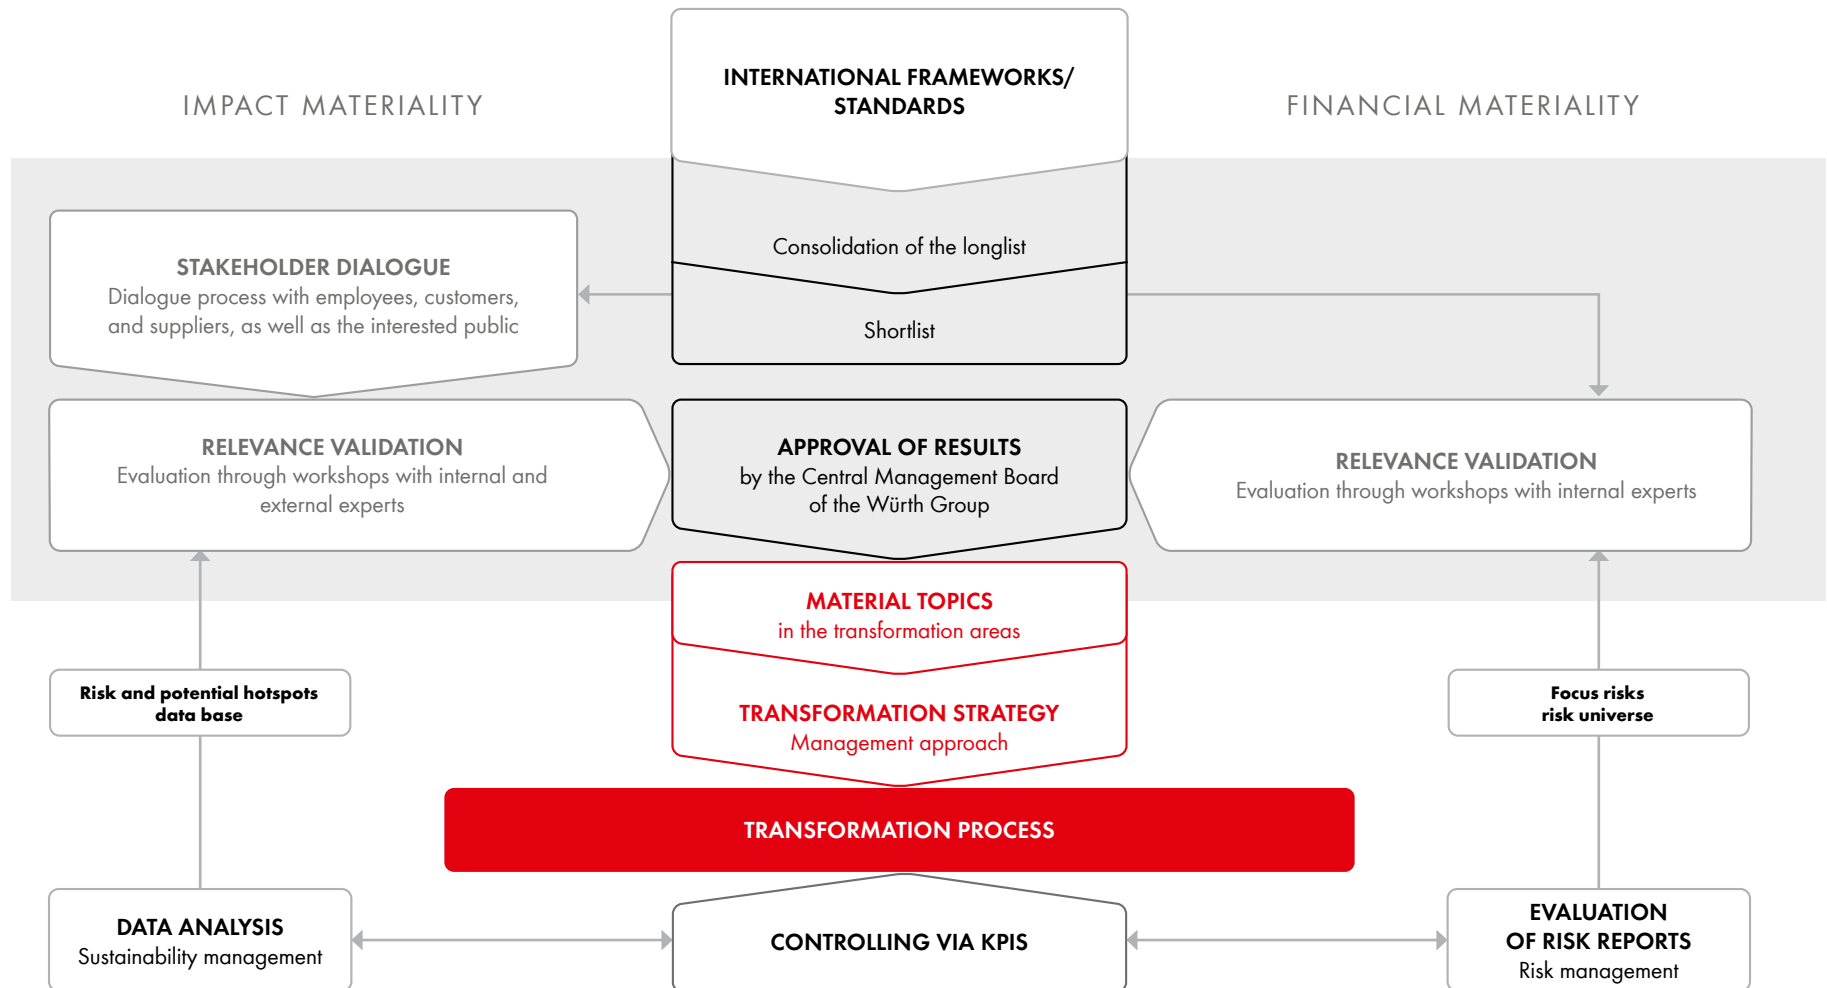 IMPACT MATERIALITY
INTERNATIONAL FRAMEWORKS/
STANDARDS
FINANCIAL MATERIALITY
Consolidation of the longlist
Shortlist
STAKEHOLDER DIALOGUE
Dialogue process with employees, customers,
and suppliers, as well as the interested public
RELEVANCE VALIDATION
Evaluation through workshops with internal and
external experts
APPROVAL OF RESULTS
by the Central Management Board
of the Würth Group
RELEVANCE VALIDATION
Evaluation through workshops with internal experts
MATERIAL TOPICS
in the transformation areas
Risk and potential hotspots
data base
TRANSFORMATION STRATEGY
Management approach
Focus risks
risk universe
TRANSFORMATION PROCESS
DATA ANALYSIS
Sustainability management
CONTROLLING VIA KPIS
EVALUATION
OF RISK REPORTS
Risk management